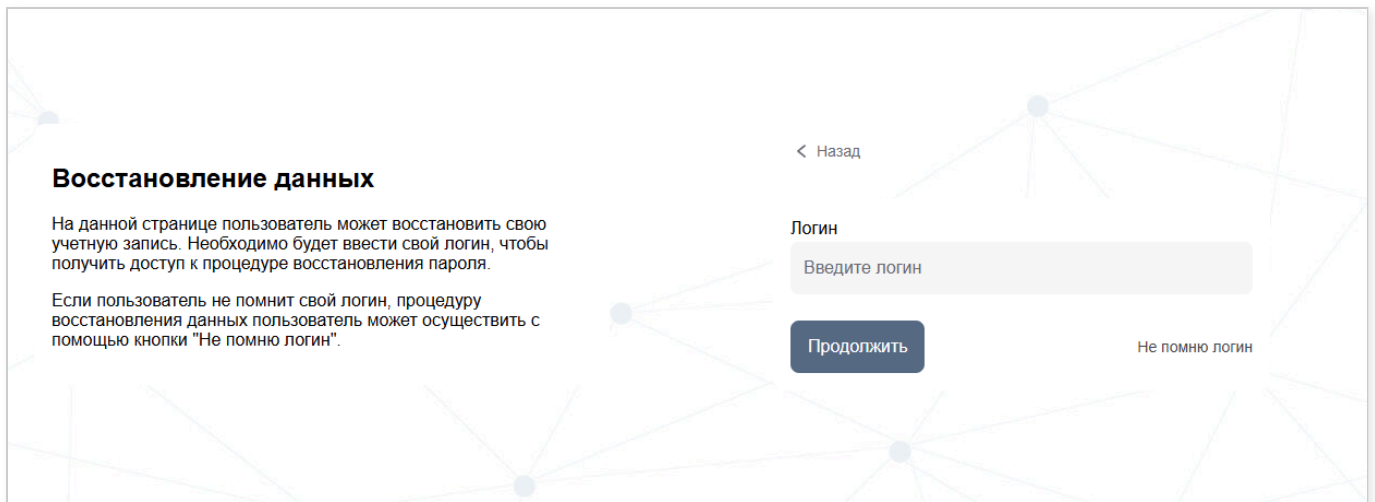 Восстановление данных
На данной странице пользователь может восстановить свою
учетную запись. Необходимо будет ввести свой логин, чтобы
получить доступ к процедуре восстановления пароля.
Если пользователь не помнит свой логин, процедуру
восстановления данных пользователь может осуществить с
помощью кнопки "Не помню логин".
Назад
Логин
Введите логин
Продолжить
Не помню логин